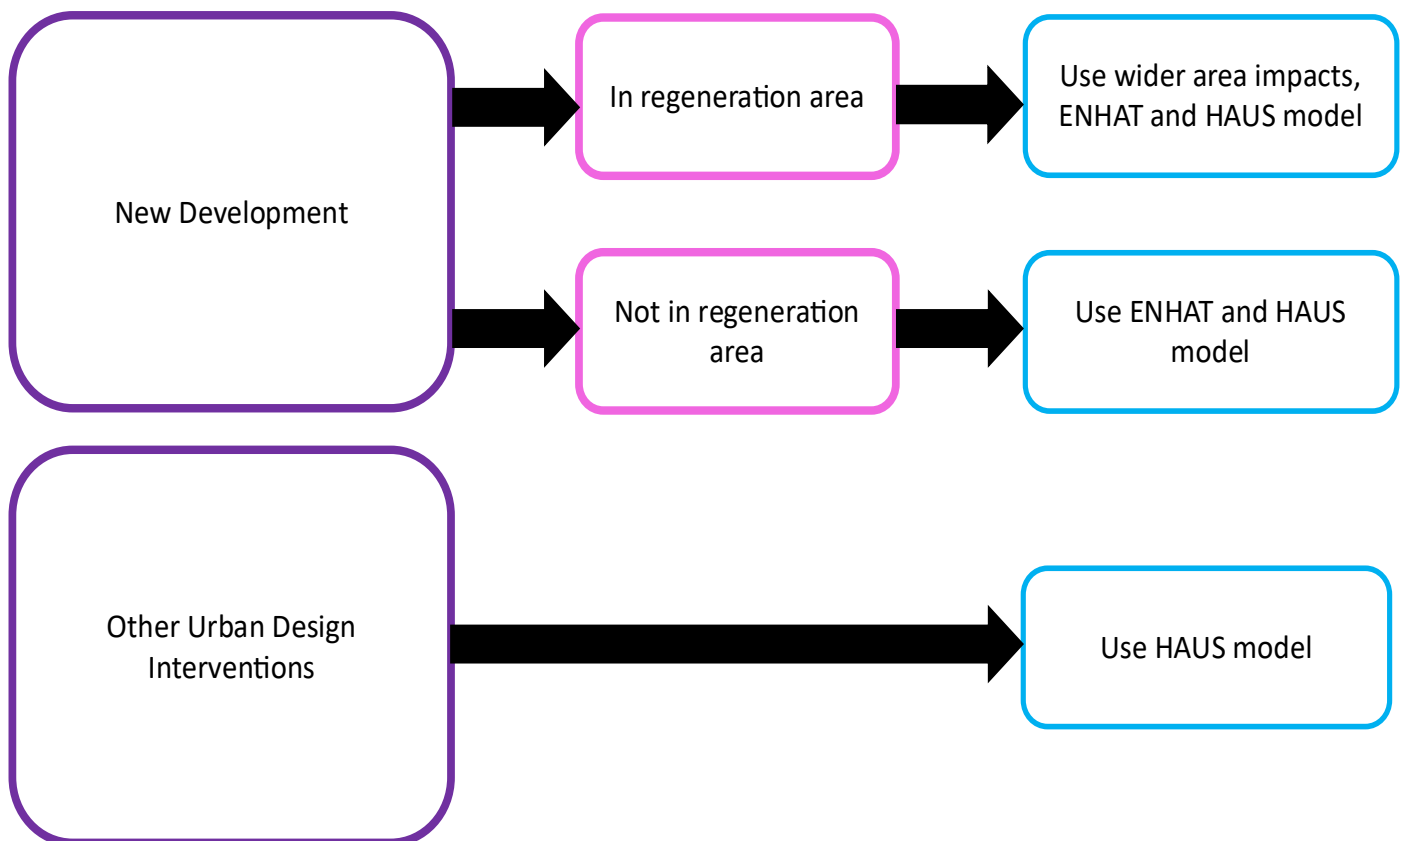 New Development
In regeneration area
Use wider area impacts,
ENHAT and HAUS model
Not in regeneration
area
Use ENHAT and HAUS
model
Other Urban Design
Interventions
Use HAUS model